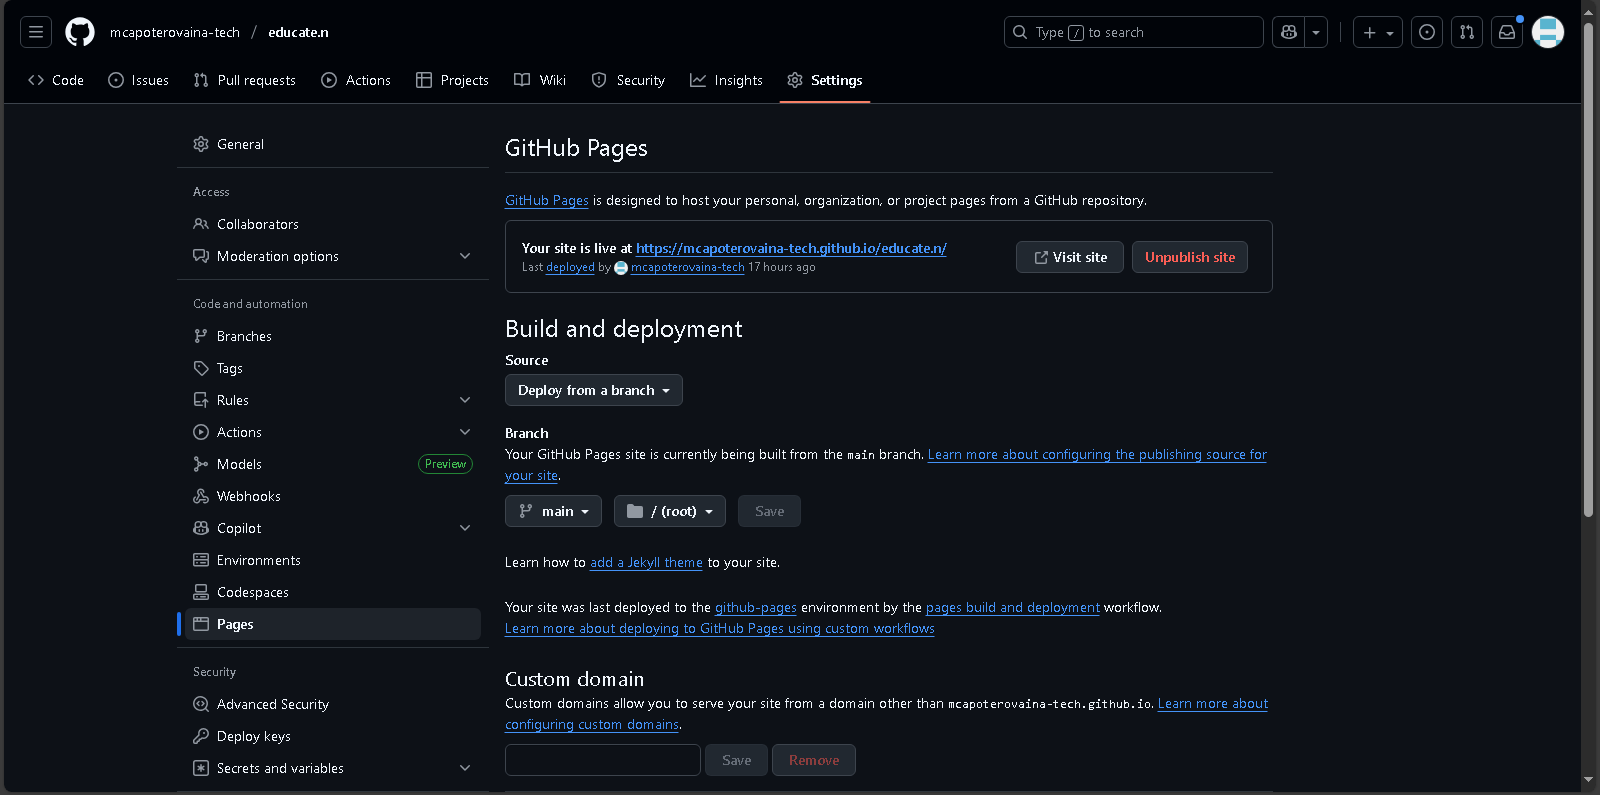 mcapoterovaina-tech / educate.n
Type / to search
Code
Issues
Pull requests
Actions
Projects
Wiki
Security
Insights
Settings
General
Access
Collaborators
Moderation options
Code and automation
Branches
Tags
Rules
Actions
Models Preview
Webhooks
Copilot
Environments
Codespaces
Pages
Security
Advanced Security
Deploy keys
Secrets and variables
GitHub Pages
GitHub Pages is designed to host your personal, organization, or project pages from a GitHub repository.
Your site is live at https://mcapoterovaina-tech.github.io/educate.n/
Last deployed by mcapoterovaina-tech 17 hours ago
Visit site
Unpublish site
Build and deployment
Source
Deploy from a branch
Branch
Your GitHub Pages site is currently being built from the main branch. Learn more about configuring the publishing source for
your site.
main
/ (root)
Save
Learn how to add a Jekyll theme to your site.
Your site was last deployed to the github-pages environment by the pages build and deployment workflow.
Learn more about deploying to GitHub Pages using custom workflows
Custom domain
Custom domains allow you to serve your site from a domain other than mcapoterovaina-tech.github.io. Learn more about
configuring custom domains.
Save
Remove